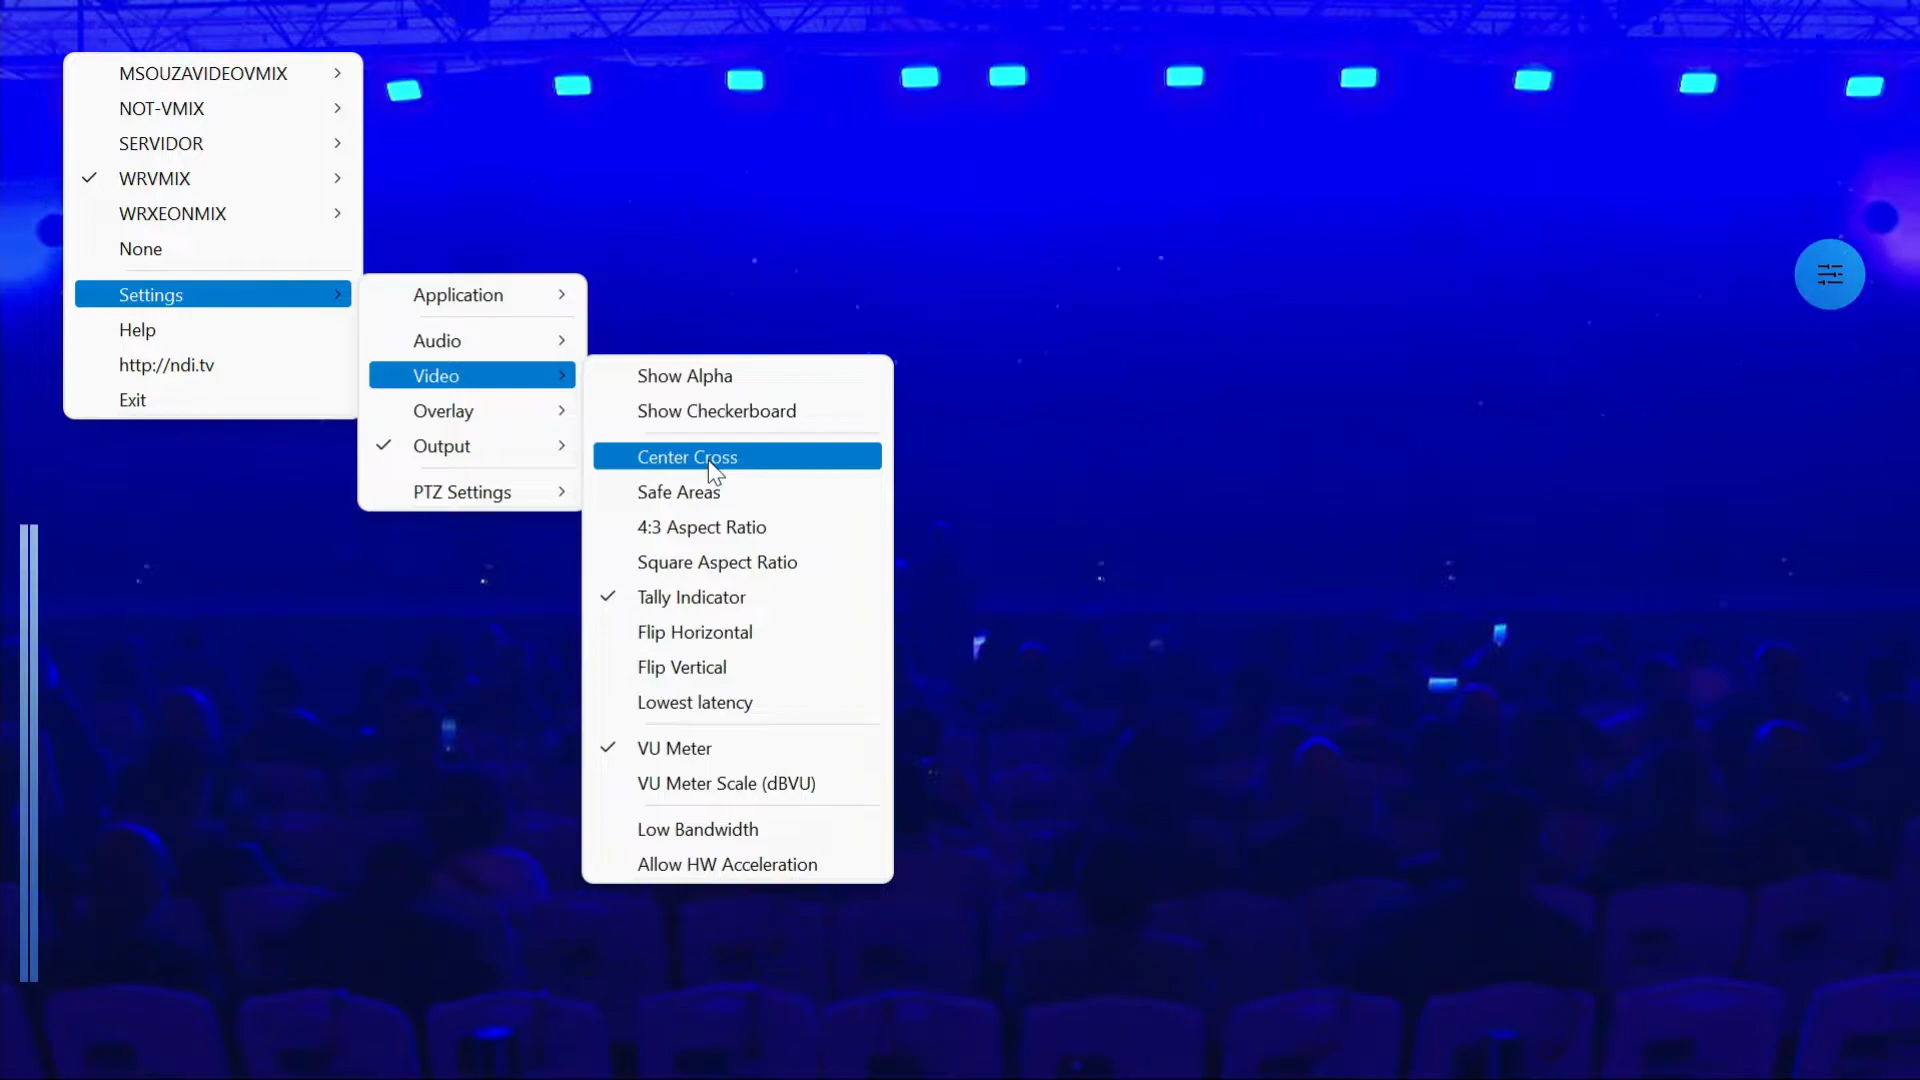 MSOUZAVIDEOVMIX
NOT-VMIX
SERVIDOR
WRVMIX
WRXEONMIX
None
Settings
Help
http://ndi.tv
Exit
Application
Audio
Video
Overlay
Output
PTZ Settings
Show Alpha
Show Checkerboard
Center Cross
Safe Areas
4:3 Aspect Ratio
Square Aspect Ratio
Tally Indicator
Flip Horizontal
Flip Vertical
Lowest latency
VU Meter
VU Meter Scale (dBVU)
Low Bandwidth
Allow HW Acceleration